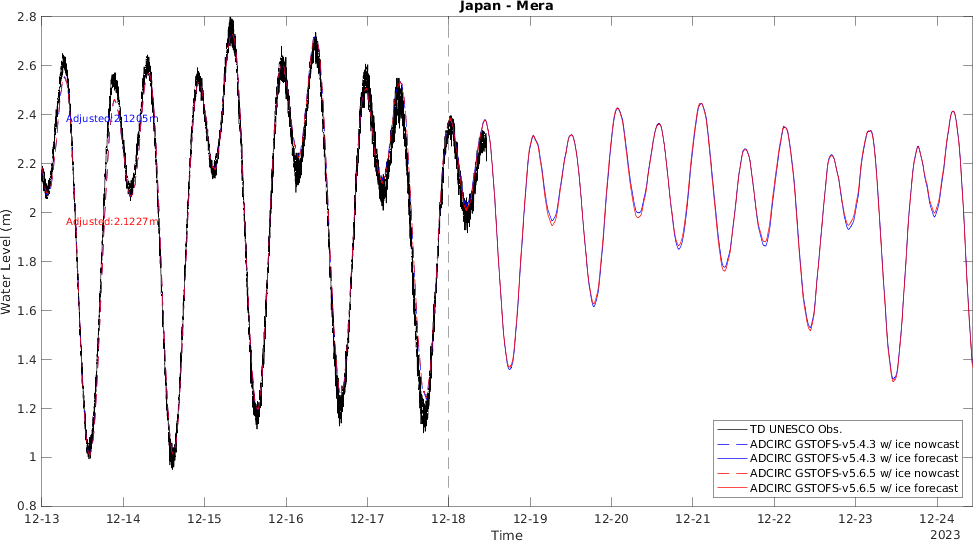 Japan - Mera
2.8
2.6
2.4
2.2
2
1.8
1.6
1.4
1.2
1
0.8
Water Level (m)
Adjusted:2.1205m
Adjusted:2.1227m
TD UNESCO Obs.
ADCIRC GSTOFS-v5.4.3 w/ ice nowcast
ADCIRC GSTOFS-v5.4.3 w/ ice forecast
ADCIRC GSTOFS-v5.6.5 w/ ice nowcast
ADCIRC GSTOFS-v5.6.5 w/ ice forecast
12-13 12-14 12-15 12-16 12-17 12-18 12-19 12-20 12-21 12-22 12-23 12-24
Time
2023